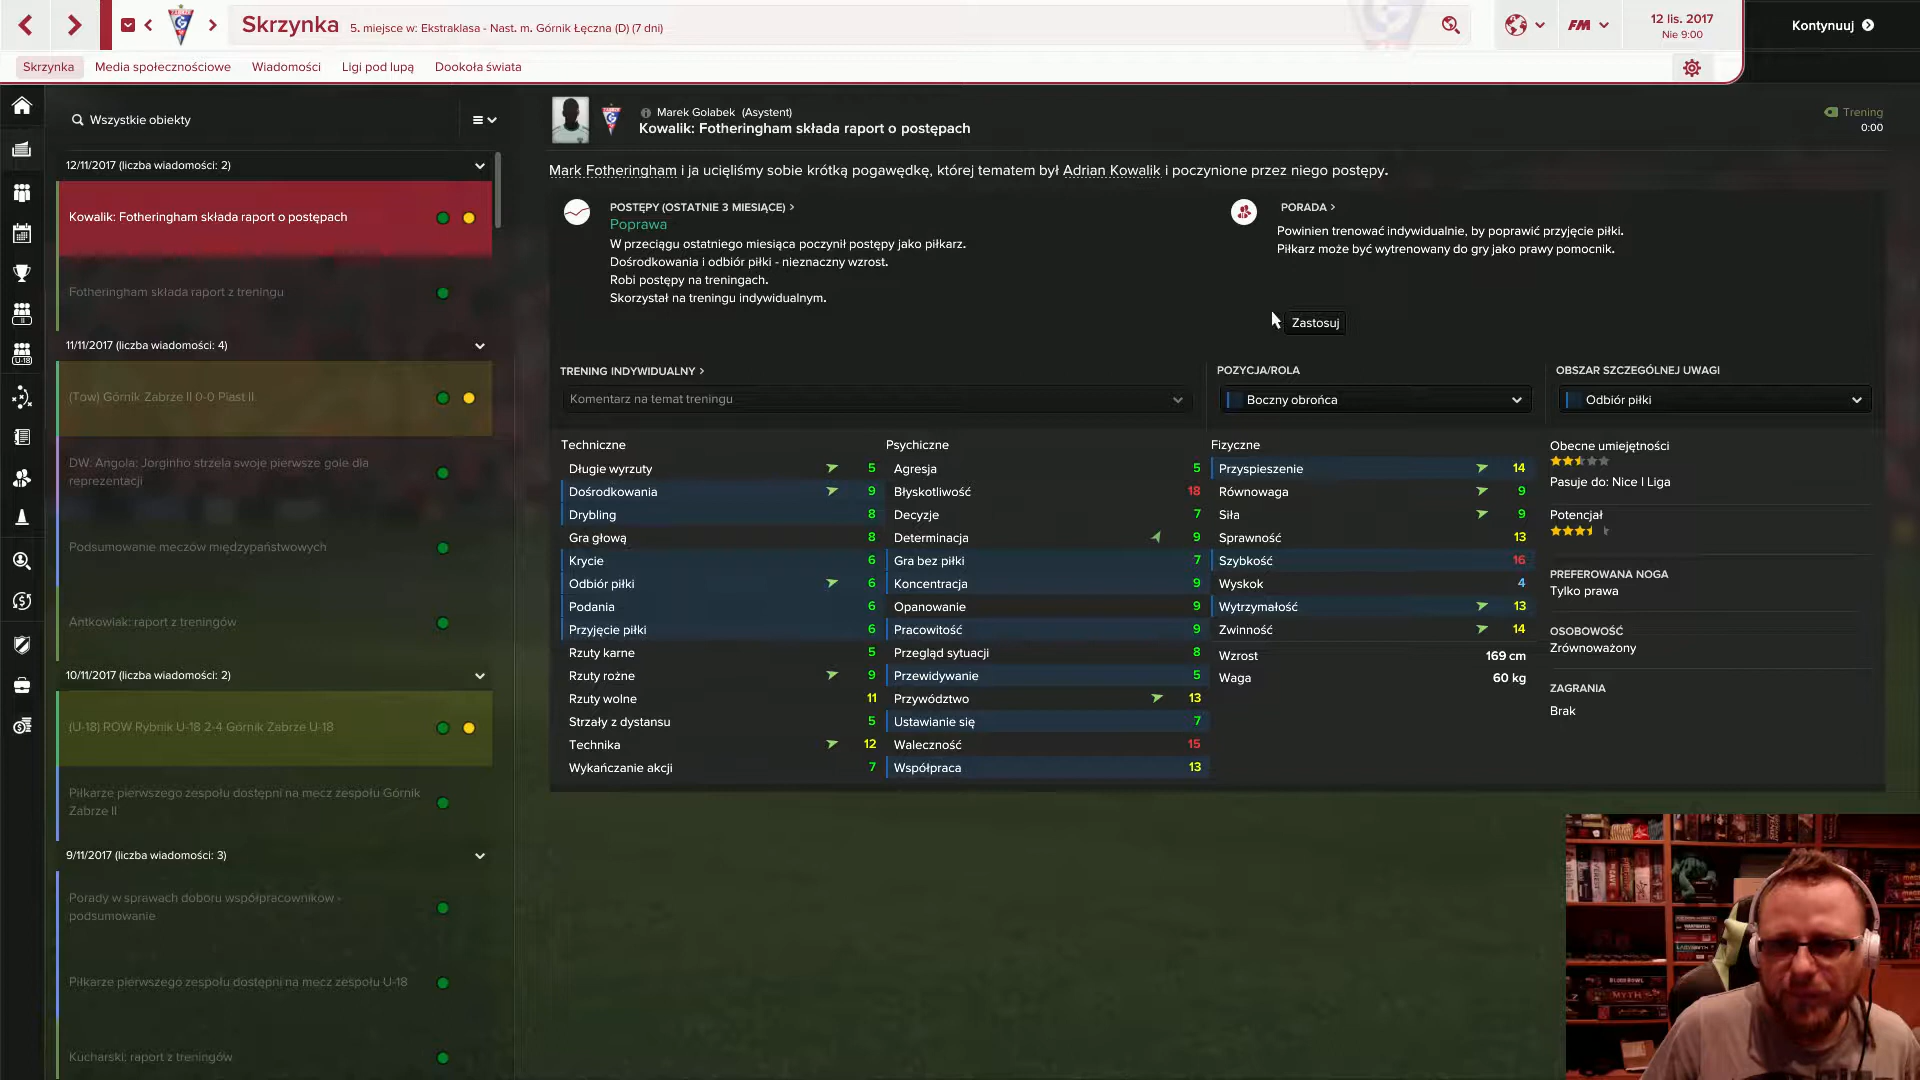 Skrzynka
5. miejsce w: Ekstraklasa - Nast. m. Górnik Łęczna (D) (7 dni)
FM
12 lis. 2017
Nie 9:00
Kontynuuj
Skrzynka
Media społecznościowe
Wiadomości
Ligi pod lupą
Dookoła świata
Wszystkie obiekty
12/11/2017 (liczba wiadomości: 2)
Kowalik: Fotheringham składa raport o postępach
Fotheringham składa raport z treningu
11/11/2017 (liczba wiadomości: 4)
(Tow) Górnik Zabrze II 0-0 Piast II
DW: Angola: Jorginho strzela swoje pierwsze gole dla
reprezentacji
Podsumowanie meczów międzypaństwowych
Antkowiak: raport z treningów
10/11/2017 (liczba wiadomości: 2)
(U-18) ROW Rybnik U-18 2-4 Górnik Zabrze U-18
Piłkarze pierwszego zespołu dostępni na mecz zespołu Górnik
Zabrze II
9/11/2017 (liczba wiadomości: 3)
Porady w sprawach doboru współpracowników -
podsumowanie
Piłkarze pierwszego zespołu dostępni na mecz zespołu U-18
Kucharski: raport z treningów
II
U-18
Marek Golabek (Asystent)
Kowalik: Fotheringham składa raport o postępach
Trening
0:00
Mark Fotheringham i ja ucięliśmy sobie krótką pogawędkę, której tematem był Adrian Kowalik i poczynione przez niego postępy.
POSTĘPY (OSTATNIE 3 MIESIĄCE) >
Poprawa
W przeciągu ostatniego miesiąca poczynił postępy jako piłkarz.
Dośrodkowania i odbiór piłki - nieznaczny wzrost.
Robi postępy na treningach.
Skorzystał na treningu indywidualnym.
PORADA >
Powinien trenować indywidualnie, by poprawić przyjęcie piłki.
Piłkarz może być wytrenowany do gry jako prawy pomocnik.
Zastosuj
TRENING INDYWIDUALNY >
Komentarz na temat treningu
POZYCJA/ROLA
Boczny obrońca
OBSZAR SZCZEGÓLNEJ UWAGI
Odbiór piłki
Techniczne
Długie wyrzuty 5
Dośrodkowania 9
Drybling 8
Gra głową 8
Krycie 6
Odbiór piłki 6
Podania 6
Przyjęcie piłki 6
Rzuty karne 5
Rzuty rożne 9
Rzuty wolne 11
Strzały z dystansu 5
Technika 12
Wykańczanie akcji 7
Psychiczne
Agresja 5
Błyskotliwość 18
Decyzje 7
Determinacja 9
Gra bez piłki 7
Koncentracja 9
Opanowanie 9
Pracowitość 9
Przegląd sytuacji 8
Przewidywanie 5
Przywództwo 13
Ustawianie się 7
Waleczność 15
Współpraca 13
Fizyczne
Przyspieszenie 14
Równowaga 9
Siła 9
Sprawność 13
Szybkość 16
Wyskok 4
Wytrzymałość 13
Zwinność 14
Wzrost 169 cm
Waga 60 kg
Obecne umiejętności
Pasuje do: Nice I Liga
Potencjał
PREFEROWANA NOGA
Tylko prawa
OSOBOWOŚĆ
Zrównoważony
ZAGRANIA
Brak
MYTH